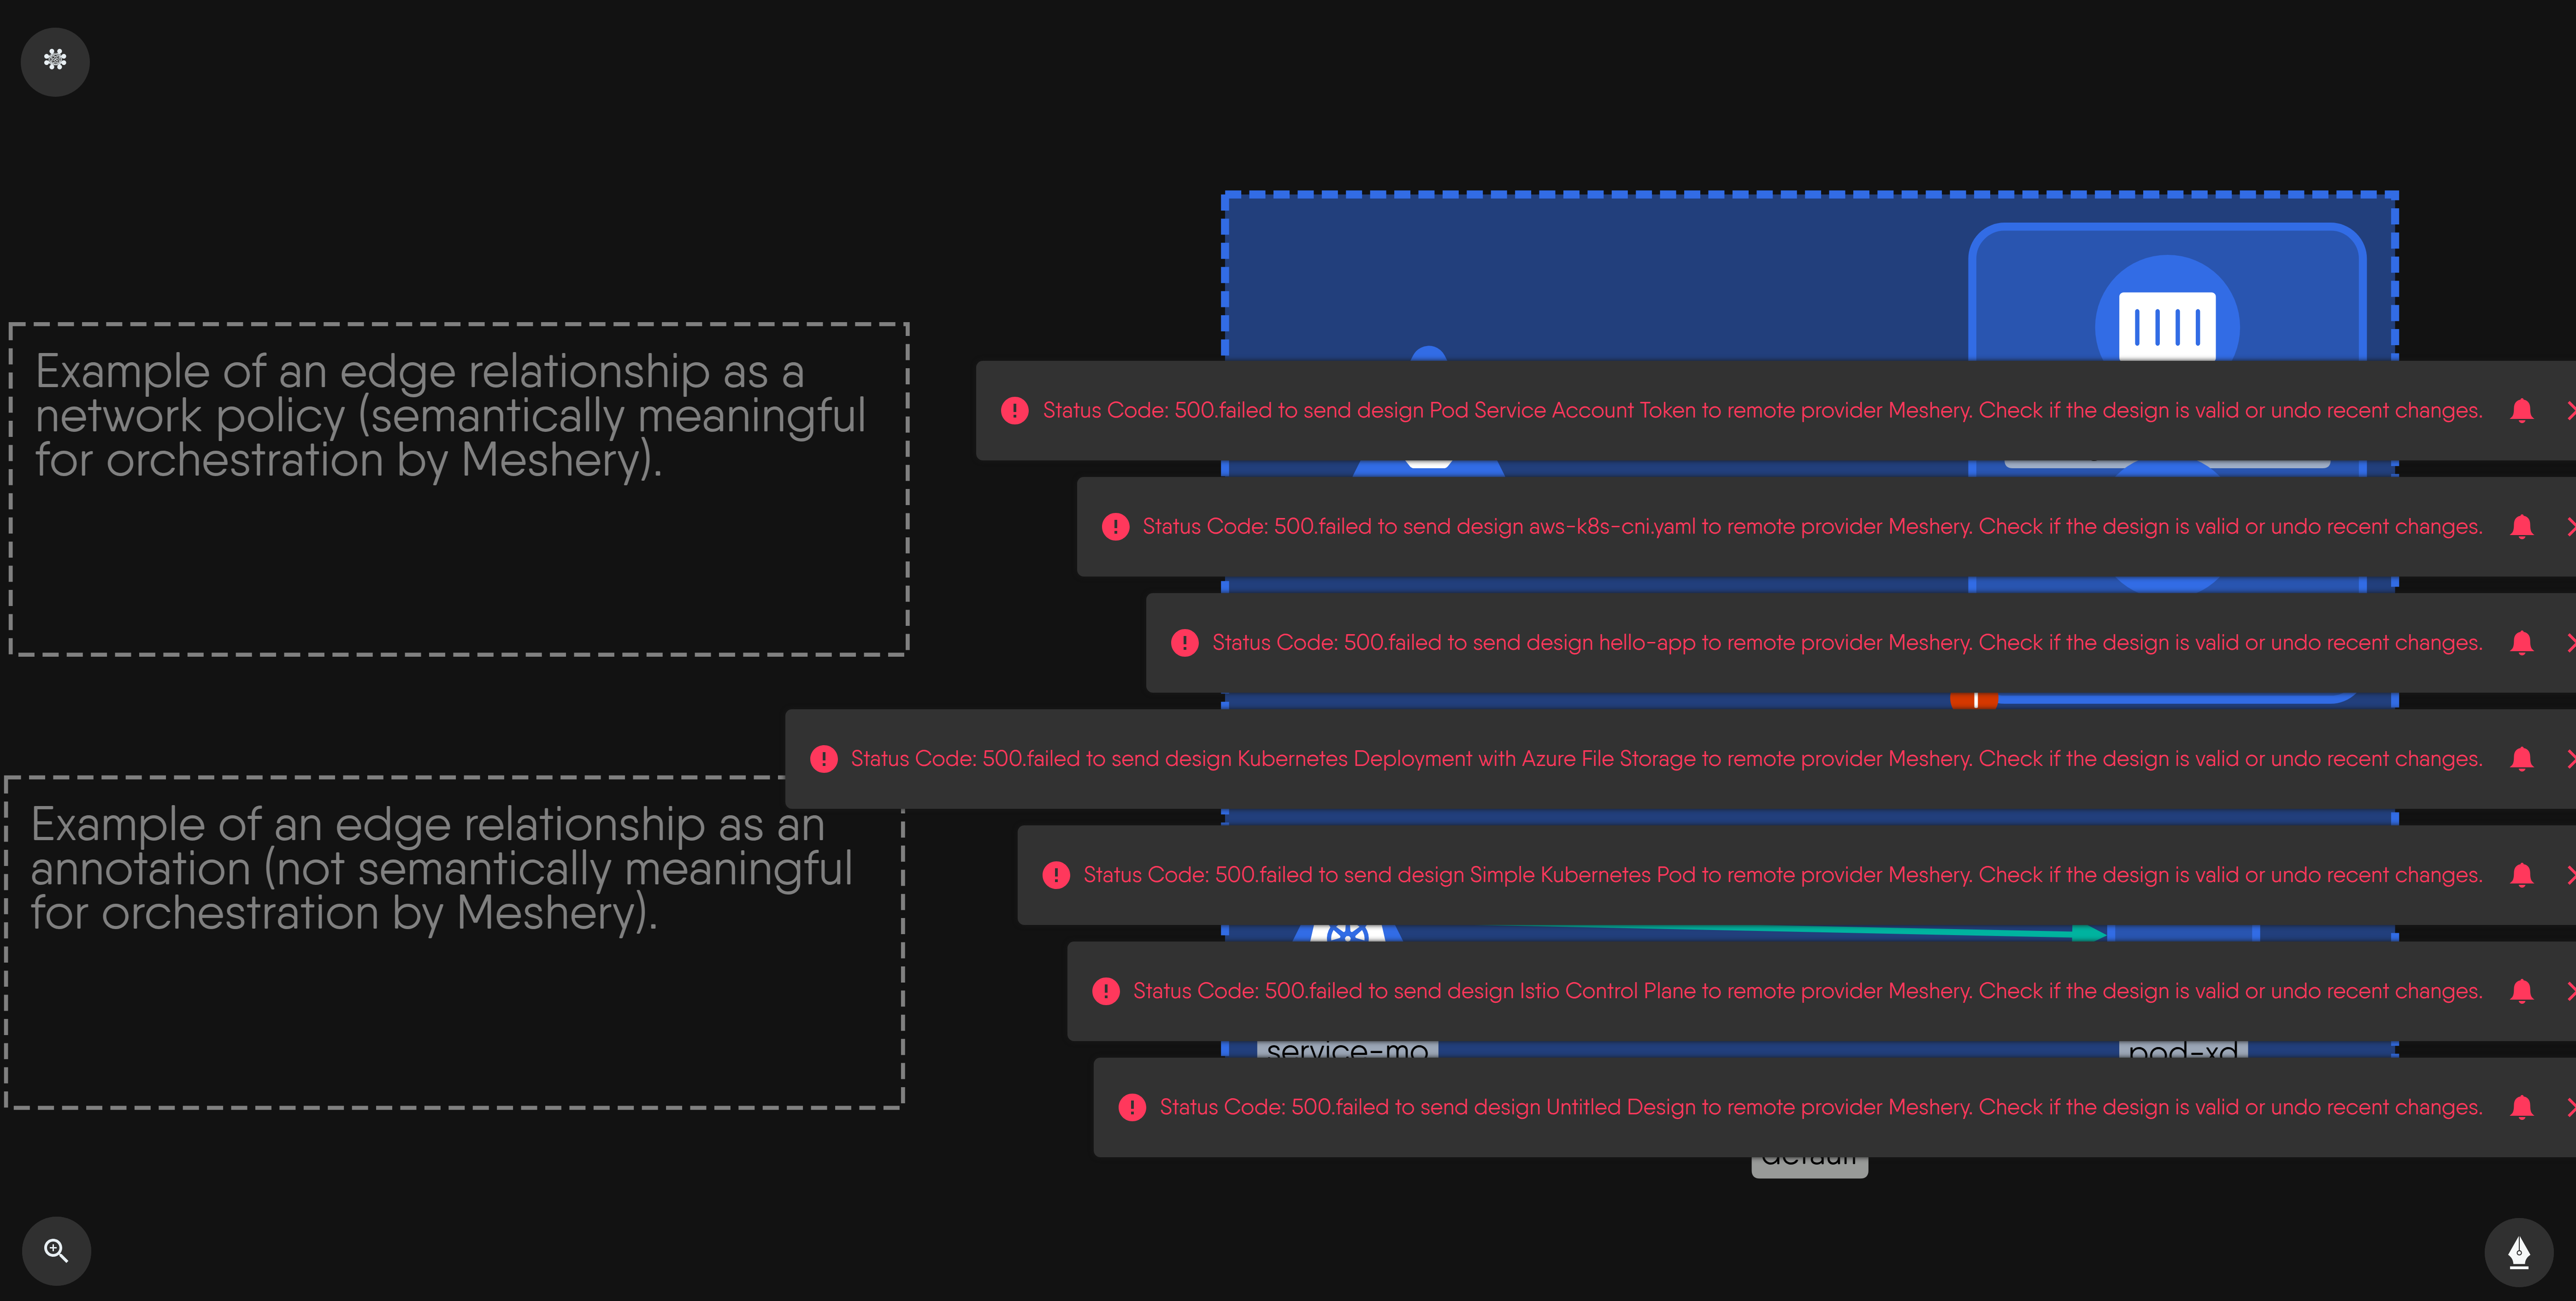 Example of an edge relationship as a
network policy (semantically meaningful
for orchestration by Meshery).
Status Code: 500.failed to send design Pod Service Account Token to remote provider Meshery. Check if the design is valid or undo recent changes.
Status Code: 500.failed to send design aws-k8s-cni.yaml to remote provider Meshery. Check if the design is valid or undo recent changes.
Status Code: 500.failed to send design hello-app to remote provider Meshery. Check if the design is valid or undo recent changes.
Status Code: 500.failed to send design Kubernetes Deployment with Azure File Storage to remote provider Meshery. Check if the design is valid or undo recent changes.
Example of an edge relationship as an
annotation (not semantically meaningful
for orchestration by Meshery).
Status Code: 500.failed to send design Simple Kubernetes Pod to remote provider Meshery. Check if the design is valid or undo recent changes.
Status Code: 500.failed to send design Istio Control Plane to remote provider Meshery. Check if the design is valid or undo recent changes.
service-mo
pod-xd
Status Code: 500.failed to send design Untitled Design to remote provider Meshery. Check if the design is valid or undo recent changes.
default